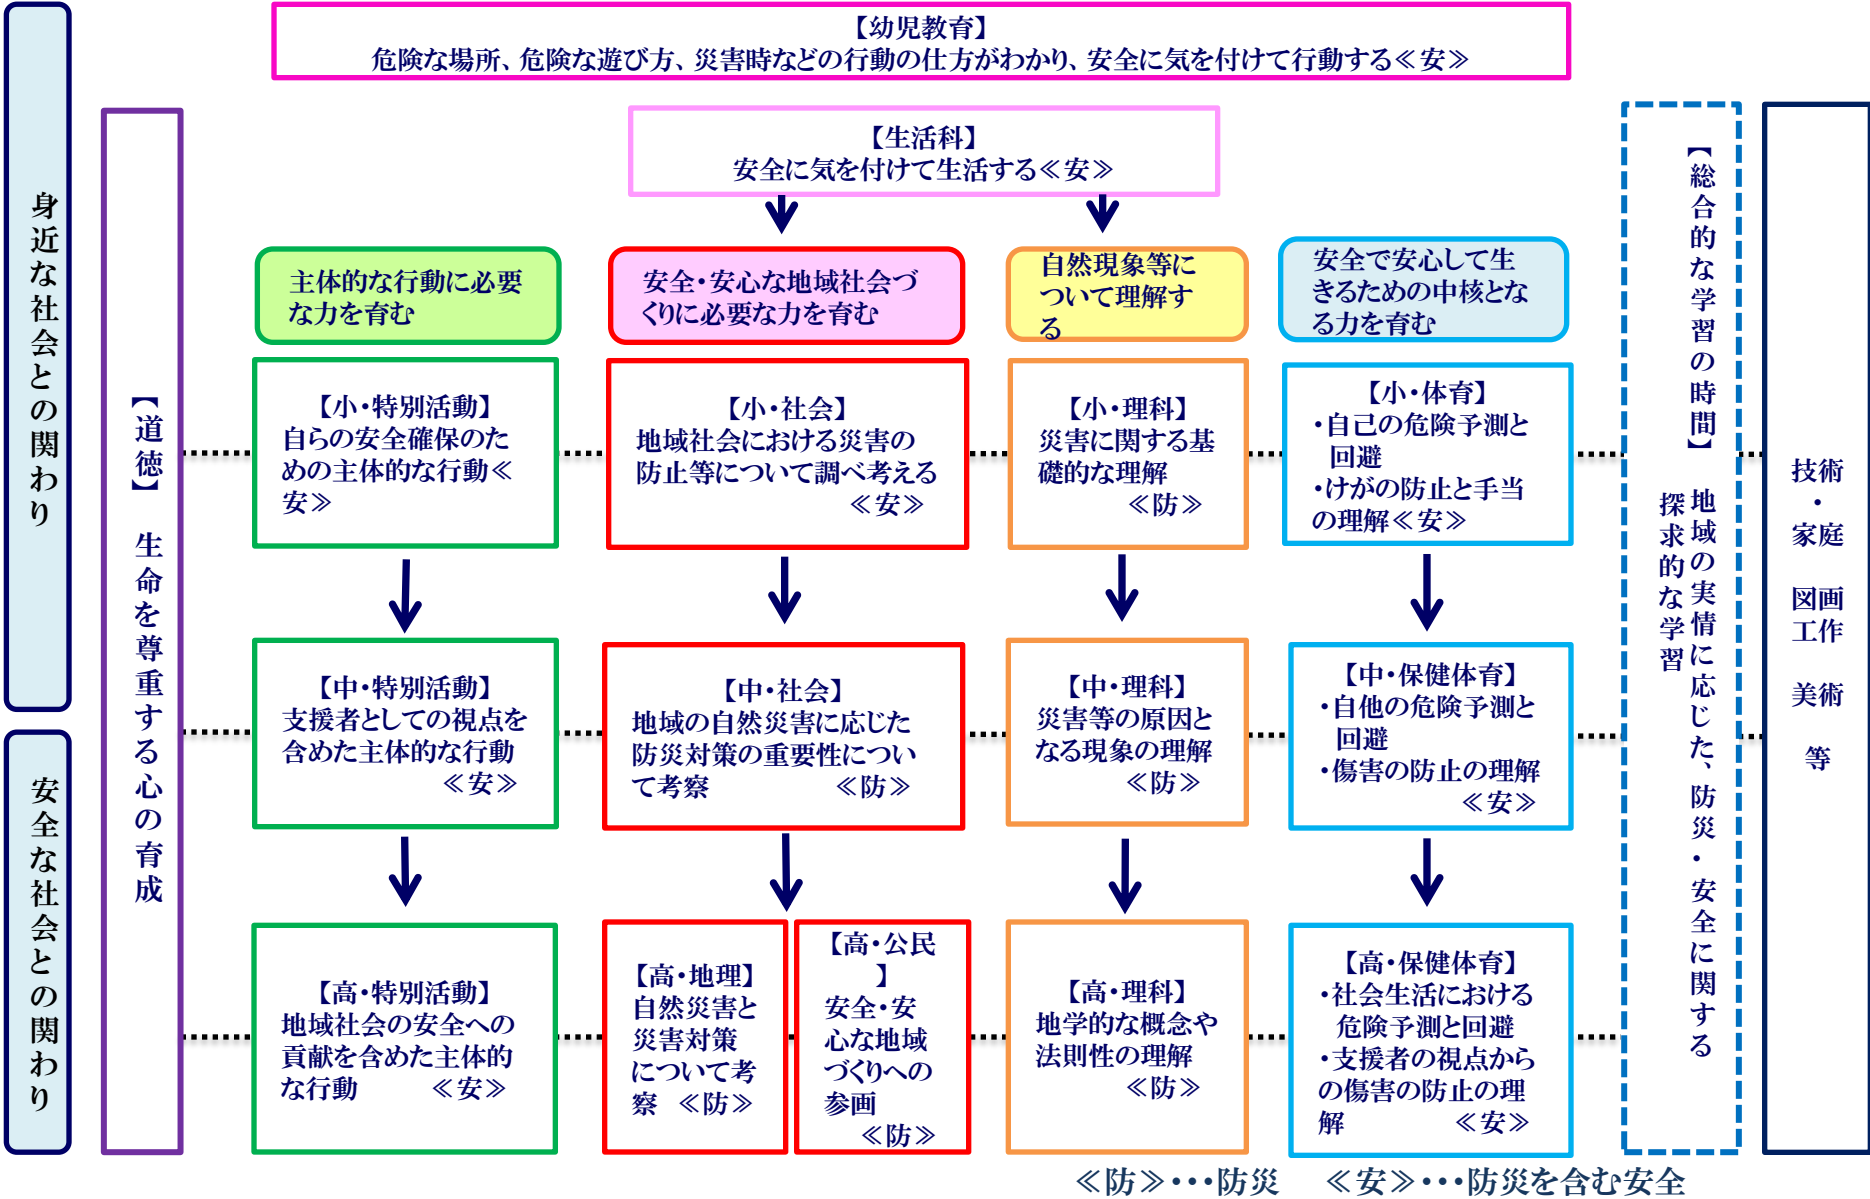 【幼児教育】
危険な場所、危険な遊び方、災害時などの行動の仕方がわかり、安全に気を付けて行動する≪安≫
身近な社会との関わり
安全な社会との関わり
【道徳】　生命を尊重する心の育成
【生活科】
安全に気を付けて生活する≪安≫
主体的な行動に必要
な力を育む
安全・安心な地域社会づ
くりに必要な力を育む
自然現象等に
ついて理解す
る
安全で安心して生
きるための中核とな
る力を育む
【小・特別活動】
自らの安全確保のた
めの主体的な行動≪
安≫
【小・社会】
地域社会における災害の
防止等について調べ考える
≪安≫
【小・理科】
災害に関する基
礎的な理解
≪防≫
【小・体育】
・自己の危険予測と
回避
・けがの防止と手当
の理解≪安≫
【中・特別活動】
支援者としての視点を
含めた主体的な行動
≪安≫
【中・社会】
地域の自然災害に応じた
防災対策の重要性につい
て考察　≪防≫
【中・理科】
災害等の原因と
なる現象の理解
≪防≫
【中・保健体育】
・自他の危険予測と
回避
・傷害の防止の理解
≪安≫
【高・特別活動】
地域社会の安全への
貢献を含めた主体的
な行動　≪安≫
【高・地理】
自然災害と
災害対策
について考
察　≪防≫
【高・公民
】
安全・安
心な地域
づくりへの
参画
≪防≫
【高・理科】
地学的な概念や
法則性の理解
≪防≫
【高・保健体育】
・社会生活における
危険予測と回避
・支援者の視点から
の傷害の防止の理
解　≪安≫
【総合的な学習の時間】　地域の実情に応じた、防災・安全に関する
探求的な学習
技術
・
家庭
図画
工作
美術
等
≪防≫・・・防災　≪安≫・・・防災を含む安全